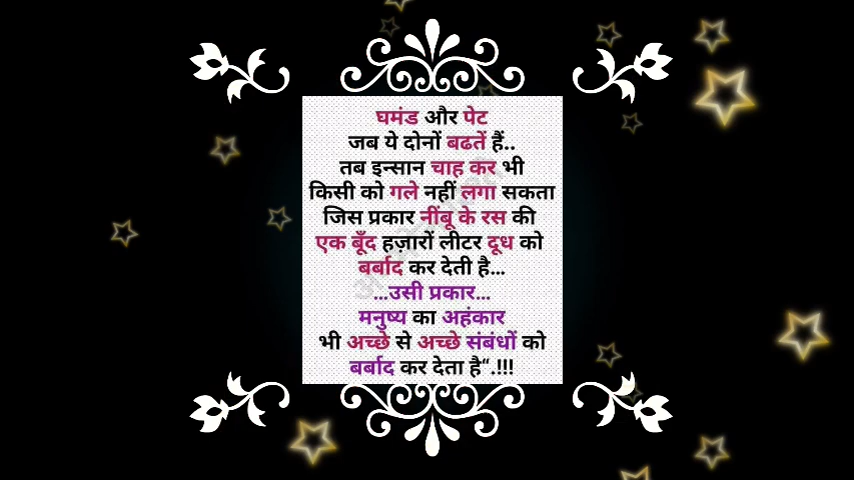 घमंड और पेट
जब ये दोनों बढतें हैं..
तब इन्सान चाह कर भी
किसी को गले नहीं लगा सकता
जिस प्रकार नींबू के रस की
एक बूँद हज़ारों लीटर दूध को
बर्बाद कर देती है...
...उसी प्रकार...
मनुष्य का अहंकार
भी अच्छे से अच्छे संबंधों को
बर्बाद कर देता है“.!!!